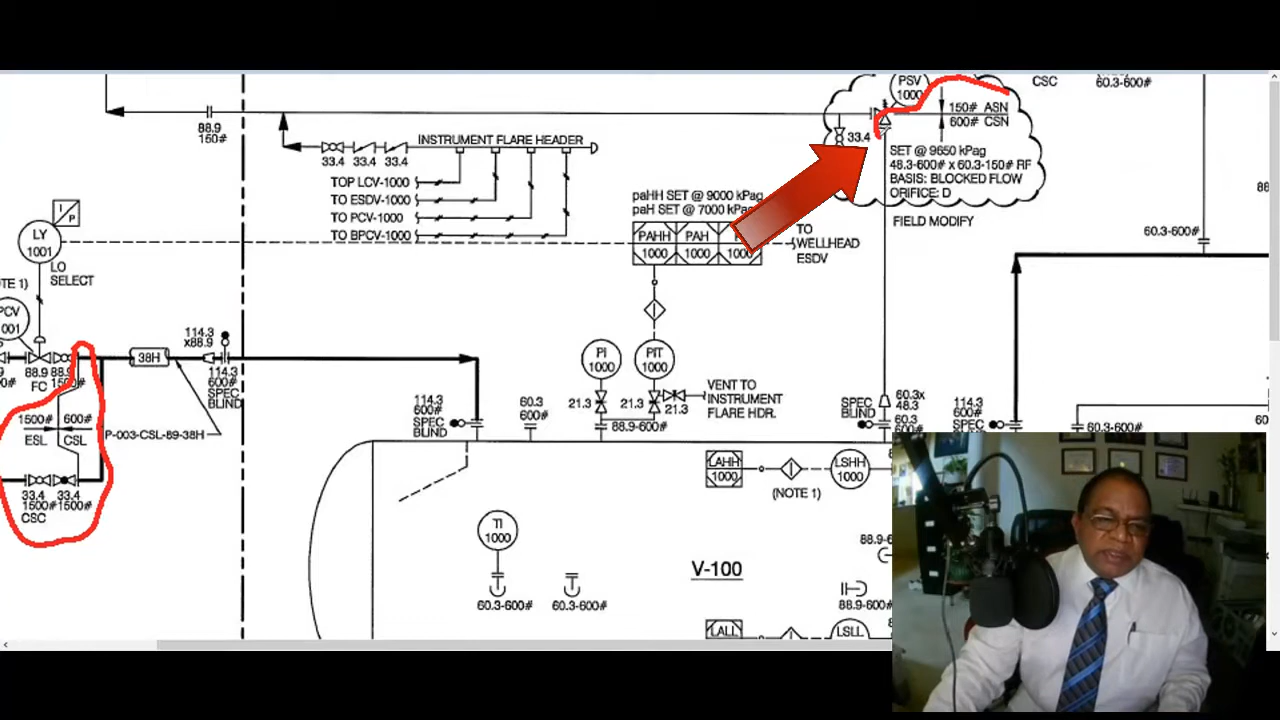 PSV
1000
CSC
60.3-600#
150# ASN
600# CSN
88.9
150#
33.4
INSTRUMENT FLARE HEADER
33.4 33.4 33.4
SET @ 9650 kPag
48.3-600# x 60.3-150# RF
BASIS: BLOCKED FLOW
ORIFICE: D
TOP LCV-1000
TO ESDV-1000
TO PCV-1000
TO BPCV-1000
paHH SET @ 9000 kPag
paH SET @ 7000 kPag
FIELD MODIFY
I/P
LY
1001
LO
SELECT
PAHH PAH
1000 1000 1000
TO
WELLHEAD
ESDV
60.3-600#
PCV
114.3
x88.9
38H
88.9
FC
1500#
114.3
600#
SPEC
BLIND
PI
1000
PIT
1000
VENT TO
INSTRUMENT
FLARE HDR.
21.3 21.3 21.3
88.9-600#
114.3
600#
SPEC
BLIND
60.3
600#
SPEC
BLIND
60.3x
48.3
60.3
600#
114.3
600#
SPEC
BLIND
60.3-600#
1500# 600#
ESL CSL
P-003-CSL-89-38H
33.4 33.4
1500# 1500#
CSC
LAHH
1000
(NOTE 1)
LSHH
1000
TI
1000
V-100
60.3-600# 60.3-600#
88.9-600#
LALL
LSLL